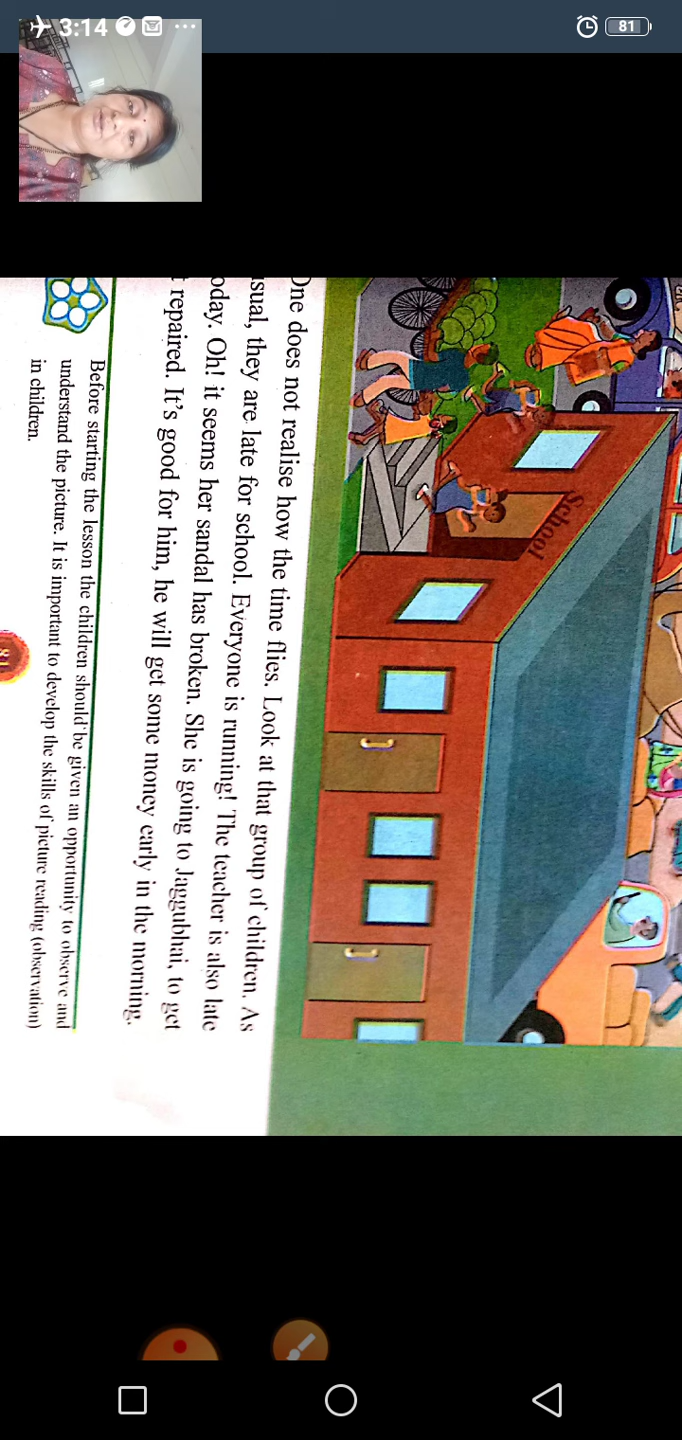 3:14
81
School
One does not realise how the time flies. Look at that group of children. As
usual, they are late for school. Everyone is running! The teacher is also late
oday. Oh! it seems her sandal has broken. She is going to Jaggubhai, to get
t repaired. It's good for him, he will get some money early in the morning.
Before starting the lesson the children should be given an opportunity to observe and
understand the picture. It is important to develop the skills of picture reading (observation)
in children.
81